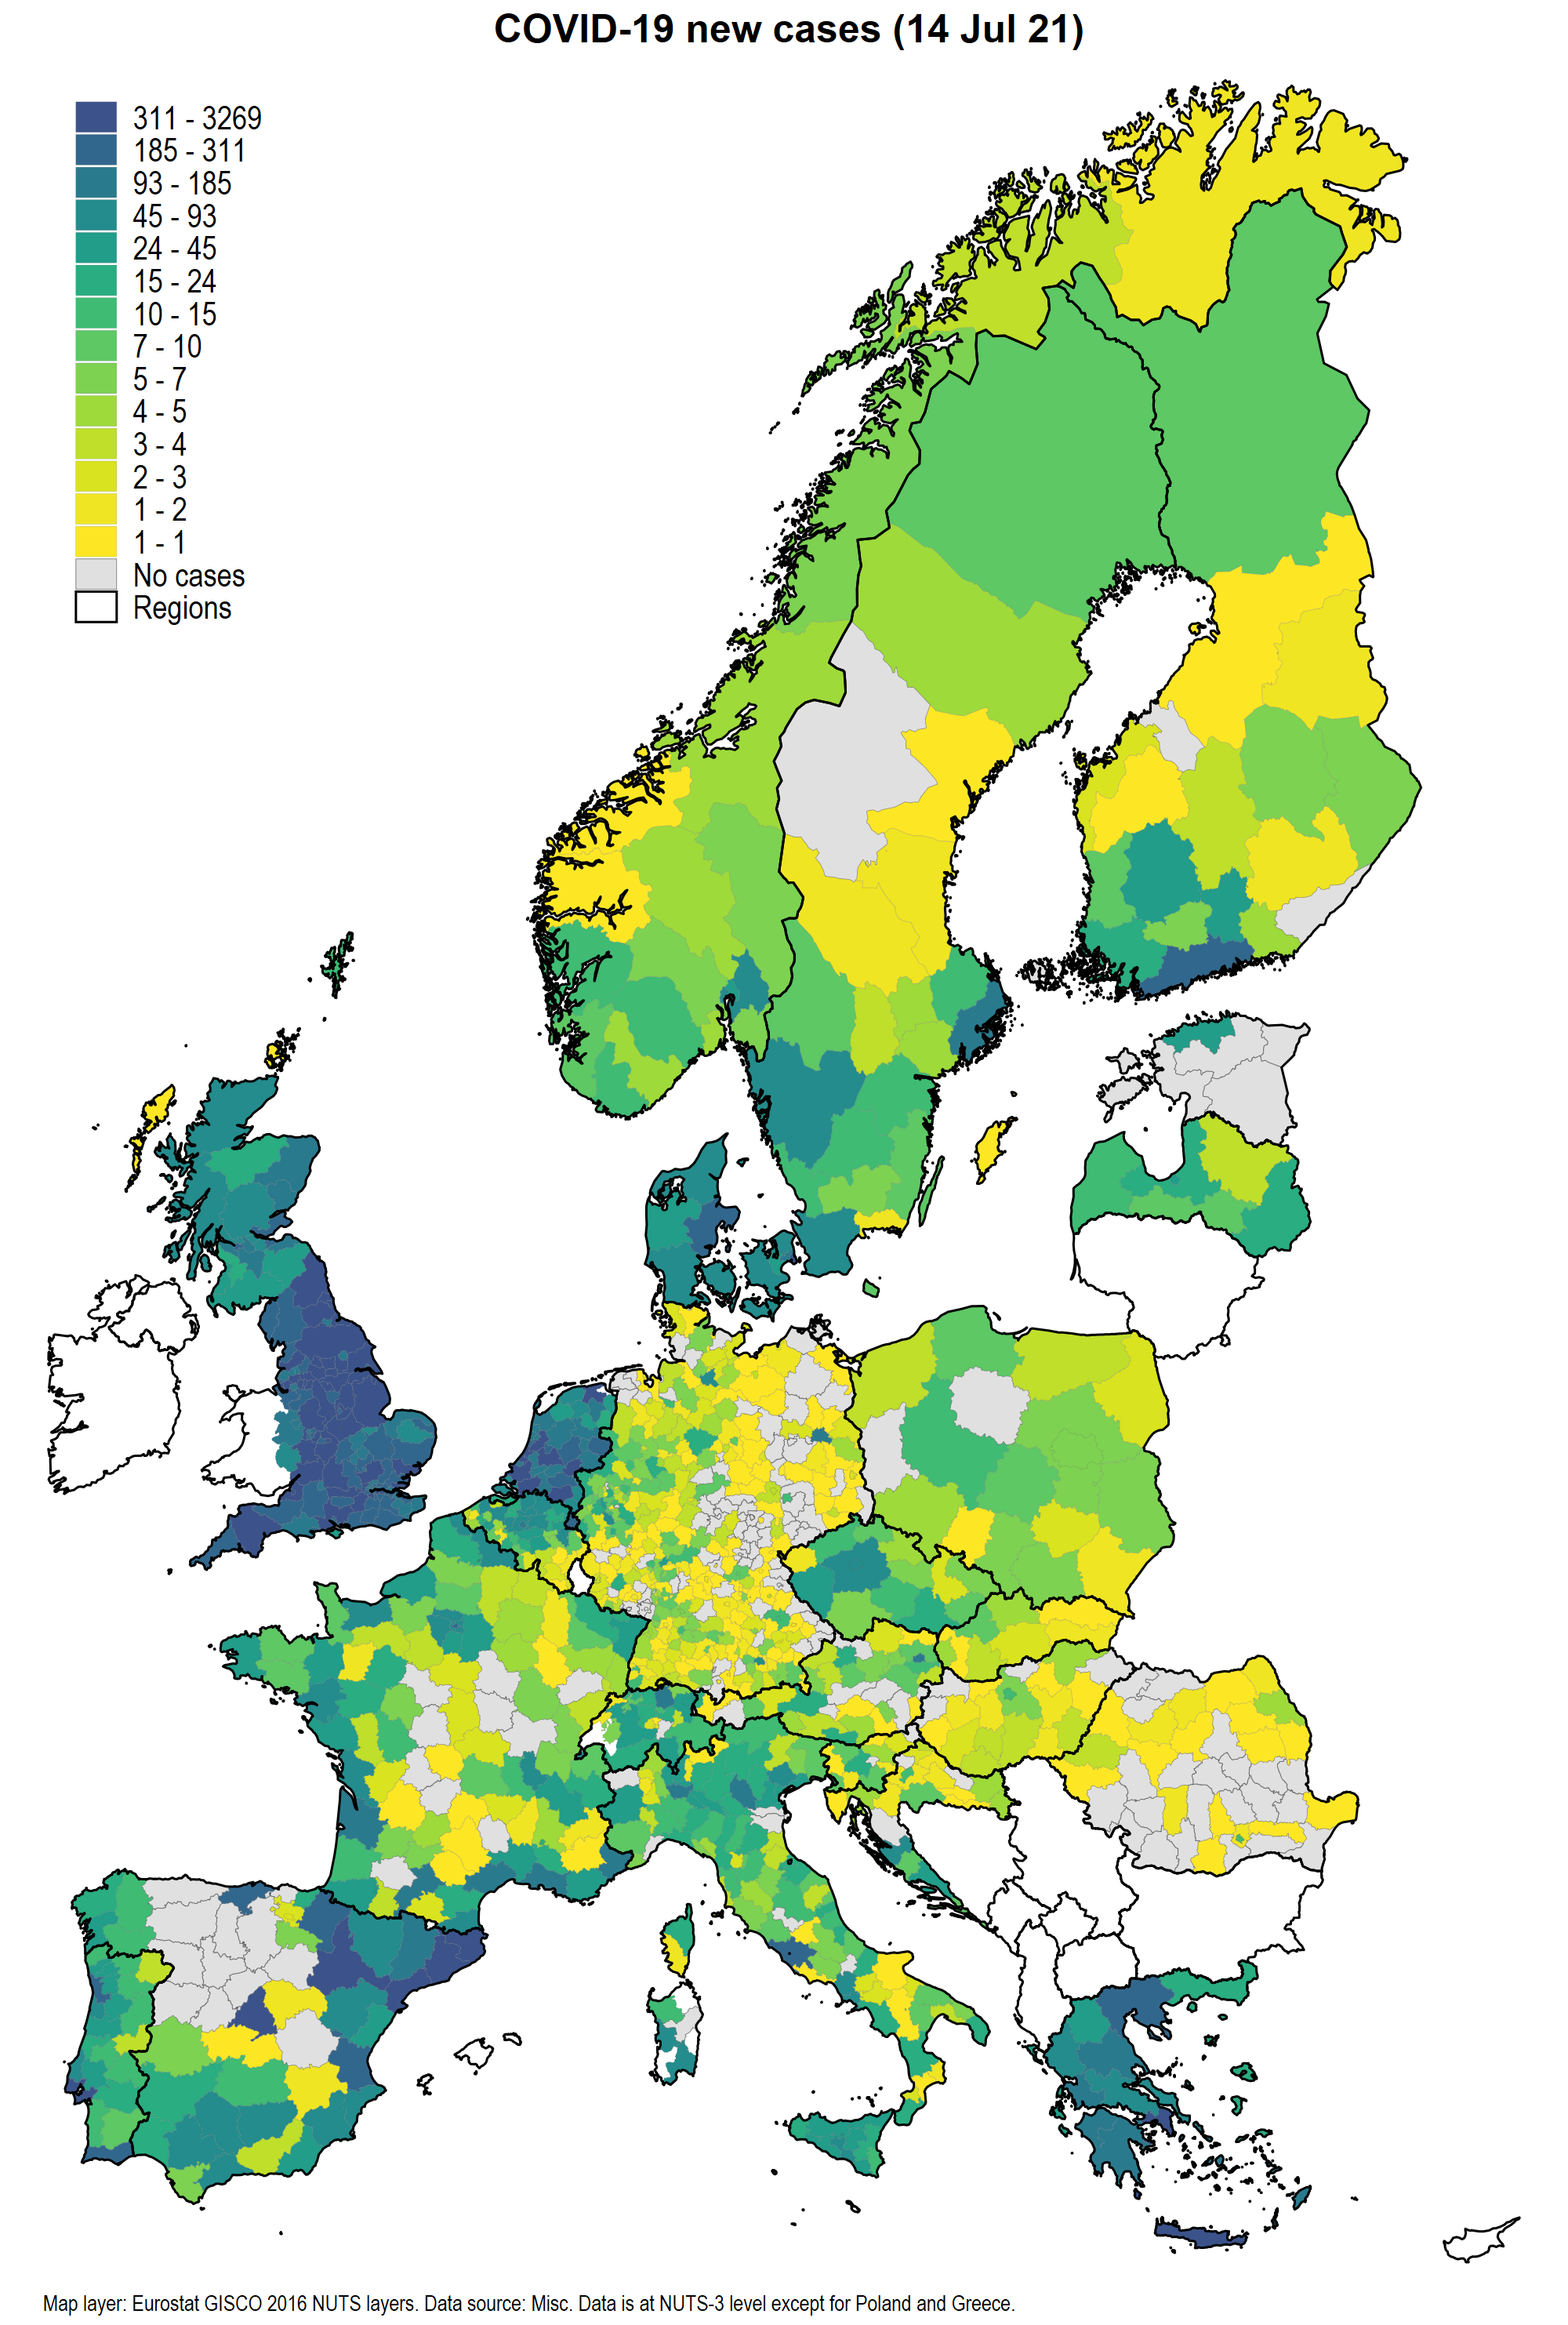 COVID-19 new cases (14 Jul 21)
311 - 3269
185 - 311
93 - 185
45 - 93
24 - 45
15 - 24
10 - 15
7 - 10
5 - 7
4 - 5
3 - 4
2 - 3
1 - 2
1 - 1
No cases
Regions
Map layer: Eurostat GISCO 2016 NUTS layers. Data source: Misc. Data is at NUTS-3 level except for Poland and Greece.